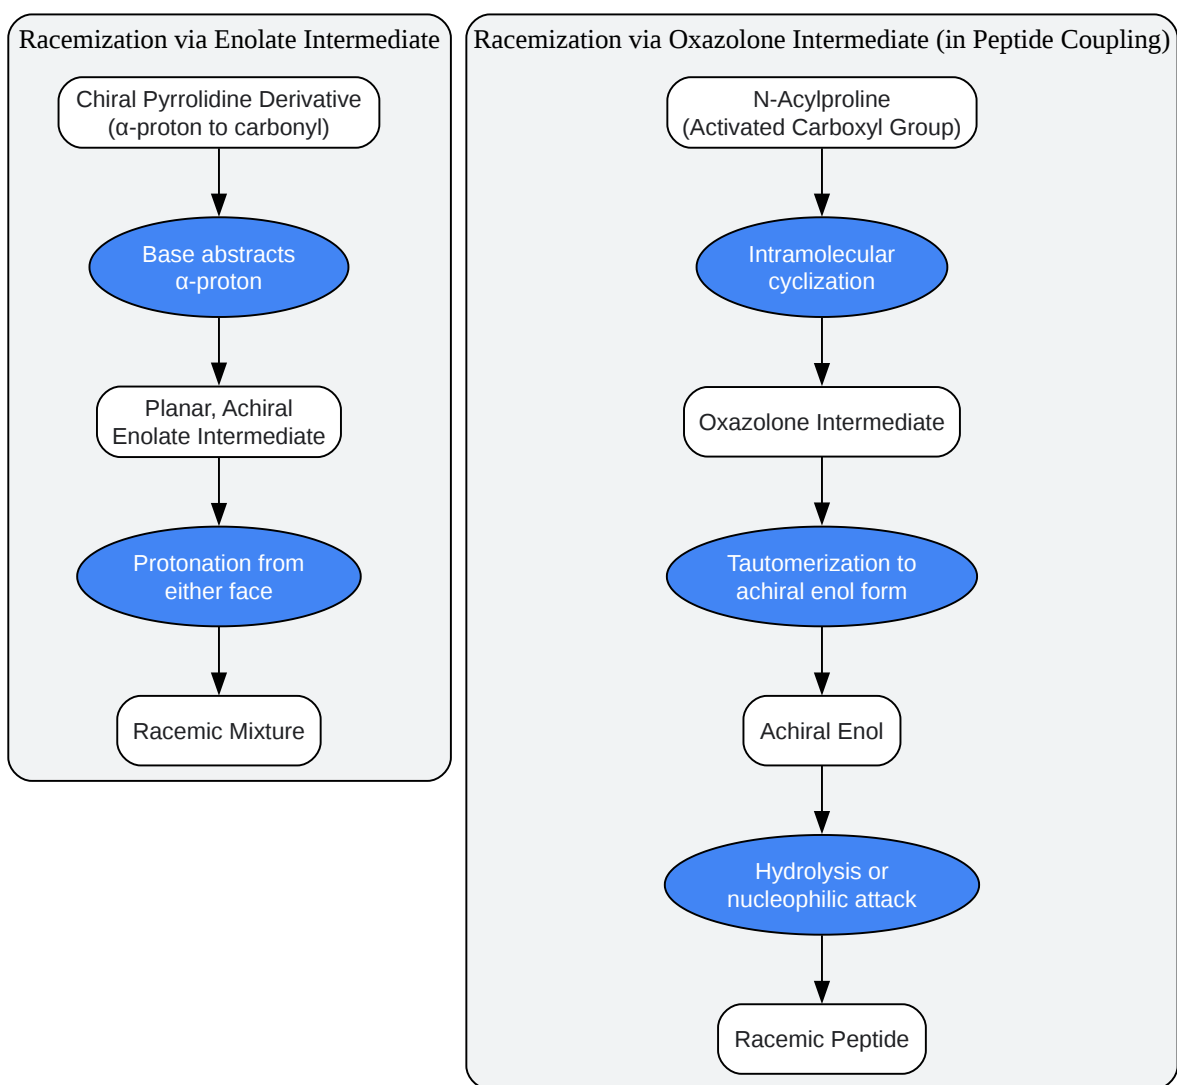 Racemization via Enolate Intermediate
Chiral Pyrrolidine Derivative
(α-proton to carbonyl)
Base abstracts
α-proton
Planar, Achiral
Enolate Intermediate
Protonation from
either face
Racemic Mixture
Racemization via Oxazolone Intermediate (in Peptide Coupling)
N-Acylproline
(Activated Carboxyl Group)
Intramolecular
cyclization
Oxazolone Intermediate
Tautomerization to
achiral enol form
Achiral Enol
Hydrolysis or
nucleophilic attack
Racemic Peptide